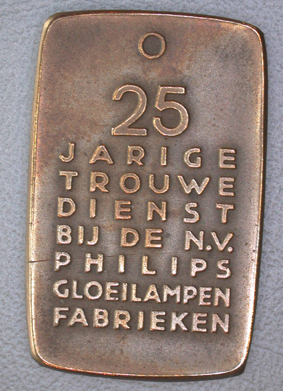 25
JARIGE
TROUWE
DIENST
BIJ DE N.V.
PHILIPS
GLOEILAMPEN
FABRIEKEN